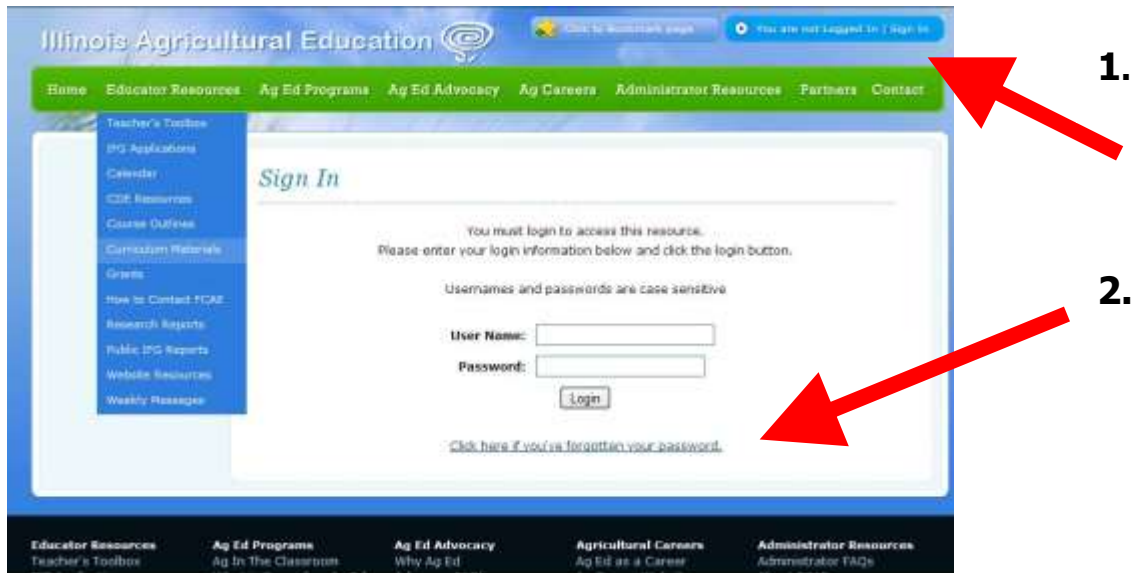 Illinois Agricultural Education
Click to Bookmark page
You are not Logged In | Sign In
1.
Home Educator Resources Ag Ed Programs Ag Ed Advocacy Ag Careers Administrator Resources Partners Contact
Teacher's Toolbox
IPG Applications
Calendar
CDE Resources
Course Outlines
Curriculum Materials
Grants
How to Contact FCAE
Research Reports
Public IPG Reports
Website Resources
Weekly Messages
Sign In
You must login to access this resource.
Please enter your login information below and click the login button.
Usernames and passwords are case sensitive
2.
User Name:
Password:
Login
Click here if you've forgotten your password.
Educator Resources Ag Ed Programs Ag Ed Advocacy Agricultural Careers Administrator Resources
Teacher's Toolbox Ag In The Classroom Why Ag Ed Ag Ed as a Career Administrator FAQs